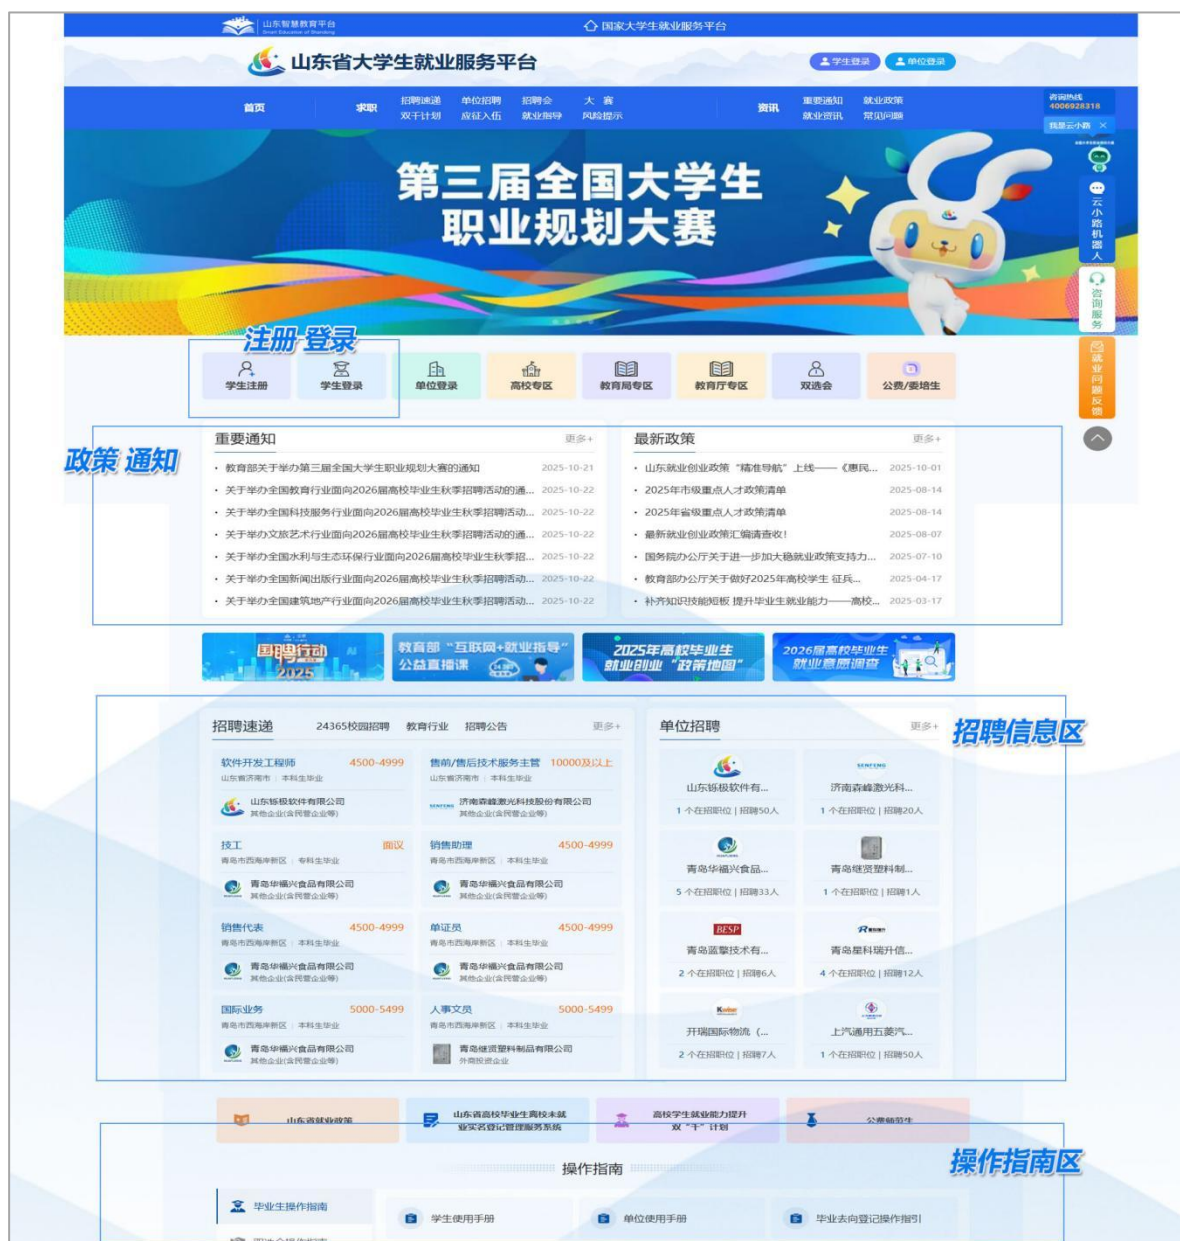 山东智慧教育平台
Smart Education of Shandong
国家大学生就业服务平台
山东省大学生就业服务平台
学生登录
单位登录
首页
求职
招聘速递 单位招聘 招聘会 大 赛
双千计划 应征入伍 就业指导 风险提示
资讯
重要通知 就业政策
就业资讯 常见问题
咨询热线
4006928318
我是云小路 ×
云小路机器人
咨询服务
就业问题反馈
第三届全国大学生
职业规划大赛
注册 登录
学生注册
学生登录
单位登录
高校专区
教育局专区
教育厅专区
双选会
公费/委培生
政策 通知
重要通知 更多+
· 教育部关于举办第三届全国大学生职业规划大赛的通知 2025-10-21
· 关于举办全国教育行业面向2026届高校毕业生秋季招聘活动的通... 2025-10-22
· 关于举办全国科技服务行业面向2026届高校毕业生秋季招聘活动... 2025-10-22
· 关于举办文旅艺术行业面向2026届高校毕业生秋季招聘活动的通... 2025-10-22
· 关于举办全国水利与生态环保行业面向2026届高校毕业生秋季招... 2025-10-22
· 关于举办全国新闻出版行业面向2026届高校毕业生秋季招聘活动... 2025-10-22
· 关于举办全国建筑地产行业面向2026届高校毕业生秋季招聘活动... 2025-10-22
最新政策 更多+
· 山东就业创业政策“精准导航”上线——《惠民... 2025-10-01
· 2025年市级重点人才政策清单 2025-08-14
· 2025年省级重点人才政策清单 2025-08-14
· 最新就业创业政策汇编请查收! 2025-08-07
· 国务院办公厅关于进一步加大稳就业政策支持力... 2025-07-10
· 教育部办公厅关于做好2025年高校学生 征兵... 2025-04-17
· 补齐知识技能短板 提升毕业生就业能力——高校... 2025-03-17
国聘行动
2025
AI
教育部“互联网+就业指导”
公益直播课
2025年高校毕业生
就业创业“政策地图”
2026届高校毕业生
就业意愿调查
招聘信息区
招聘速递 24365校园招聘 教育行业 招聘公告 更多+
软件开发工程师 4500-4999
山东省济南市 | 本科生毕业
山东铄极软件有限公司
其他企业(含民营企业等)
售前/售后技术服务主管 10000及以上
山东省济南市 | 本科生毕业
SENFENG
济南森峰激光科技股份有限公司
其他企业(含民营企业等)
技工 面议
青岛市西海岸新区 | 专科生毕业
青岛华福兴食品有限公司
其他企业(含民营企业等)
销售助理 4500-4999
青岛市西海岸新区 | 本科生毕业
青岛华福兴食品有限公司
其他企业(含民营企业等)
销售代表 4500-4999
青岛市西海岸新区 | 本科生毕业
青岛华福兴食品有限公司
其他企业(含民营企业等)
单证员 4500-4999
青岛市西海岸新区 | 本科生毕业
青岛华福兴食品有限公司
其他企业(含民营企业等)
国际业务 5000-5499
青岛市西海岸新区 | 本科生毕业
青岛华福兴食品有限公司
其他企业(含民营企业等)
人事文员 5000-5499
青岛市西海岸新区 | 本科生毕业
青岛继贤塑料制品有限公司
外商投资企业
单位招聘 更多+
山东铄极软件有...
1 个在招职位 | 招聘50人
SENFENG
济南森峰激光科...
1 个在招职位 | 招聘20人
青岛华福兴食品...
5 个在招职位 | 招聘33人
青岛继贤塑料制...
1 个在招职位 | 招聘1人
BESP
青岛蓝擎技术有...
2 个在招职位 | 招聘6人
青岛星科瑞升信...
4 个在招职位 | 招聘12人
开瑞国际物流（...
2 个在招职位 | 招聘7人
上汽通用五菱汽...
1 个在招职位 | 招聘50人
山东省就业政策
山东省高校毕业生离校未就
业实名登记管理服务系统
高校学生就业能力提升
双“千”计划
公费师范生
操作指南区
操作指南
毕业生操作指南
学生使用手册
单位使用手册
毕业去向登记操作指引